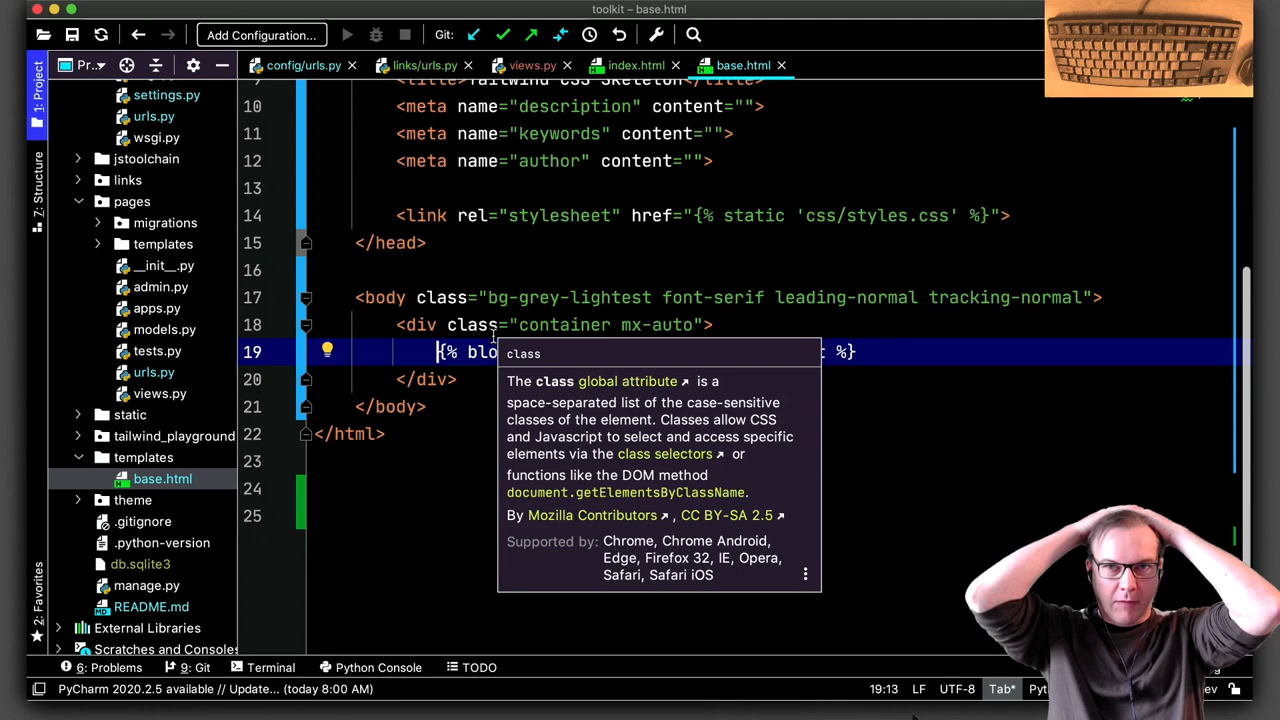 toolkit – base.html
Add Configuration...
Git:
1: Project
Pr...
config/urls.py
links/urls.py
views.py
index.html
base.html
settings.py
urls.py
wsgi.py
jstoolchain
links
pages
migrations
templates
__init__.py
admin.py
apps.py
models.py
tests.py
urls.py
views.py
static
tailwind_playground
templates
base.html
theme
.gitignore
.python-version
db.sqlite3
manage.py
README.md
External Libraries
Scratches and Consoles
Z: Structure
2: Favorites
<title>Tailwind CSS Skeleton</title>
10 <meta name="description" content="">
11 <meta name="keywords" content="">
12 <meta name="author" content="">
13
14 <link rel="stylesheet" href="{% static 'css/styles.css' %}">
15 </head>
16
17 <body class="bg-grey-lightest font-serif leading-normal tracking-normal">
18 <div class="container mx-auto">
19 {% blo %}
20 </div>
21 </body>
22 </html>
23
24
25
class
The class global attribute is a
space-separated list of the case-sensitive
classes of the element. Classes allow CSS
and Javascript to select and access specific
elements via the class selectors or
functions like the DOM method
document.getElementsByClassName.
By Mozilla Contributors, CC BY-SA 2.5
Supported by: Chrome, Chrome Android,
Edge, Firefox 32, IE, Opera,
Safari, Safari iOS
6: Problems
9: Git
Terminal
Python Console
TODO
PyCharm 2020.2.5 available // Update... (today 8:00 AM)
19:13
LF
UTF-8
Tab*